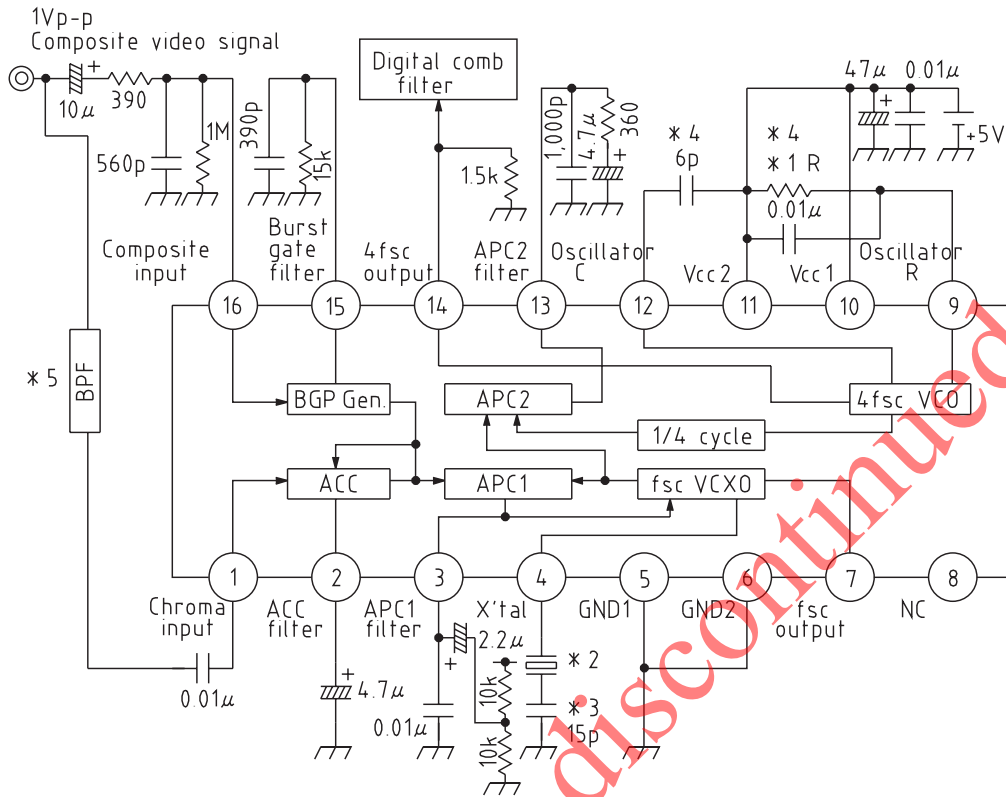 1Vp-p
Composite video signal
+
10μ
390
560p
1M
390p
15k
Digital comb
filter
1.5k
1,000p
4.7μ
+
360
* 4
6p
* 4
* 1 R
0.01μ
47μ
+
0.01μ
+5V
Composite
input
Burst
gate
filter
4fsc
output
APC2
filter
Oscillator
C
Vcc2
Vcc1
Oscillator
R
16
15
14
13
12
11
10
9
* 5
BPF
BGP Gen.
APC2
4fsc VCO
1/4 cycle
ACC
APC1
fsc VCXO
1
2
3
4
5
6
7
8
Chroma
input
ACC
filter
APC1
filter
X'tal
GND1
GND2
fsc
output
NC
0.01μ
+
4.7μ
+
2.2μ
0.01μ
10k
10k
* 2
* 3
15p
discontinued